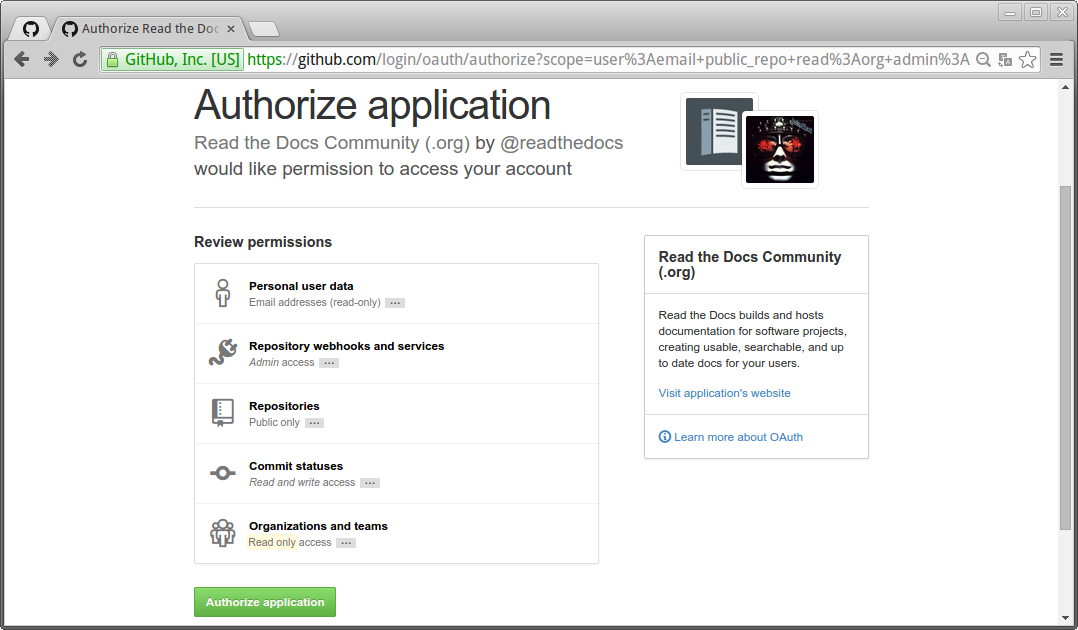 Authorize Read the Doc
GitHub, Inc. [US] https://github.com/login/oauth/authorize?scope=user%3Aemail+public_repo+read%3Aorg+admin%3A
Authorize application
Read the Docs Community (.org) by @readthedocs
would like permission to access your account
Review permissions
Personal user data
Email addresses (read-only) ...
Repository webhooks and services
Admin access ...
Repositories
Public only ...
Commit statuses
Read and write access ...
Organizations and teams
Read only access ...
Authorize application
Read the Docs Community
(.org)
Read the Docs builds and hosts
documentation for software projects,
creating usable, searchable, and up
to date docs for your users.
Visit application's website
Learn more about OAuth